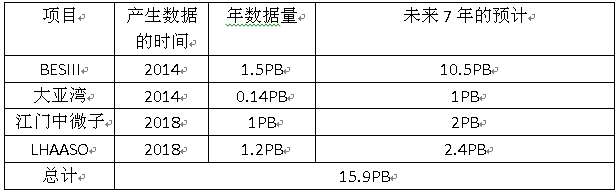 项目 产生数据的时间 年数据量 未来7年的预计
BESIII 2014 1.5PB 10.5PB
大亚湾 2014 0.14PB 1PB
江门中微子 2018 1PB 2PB
LHAASO 2018 1.2PB 2.4PB
总计 15.9PB